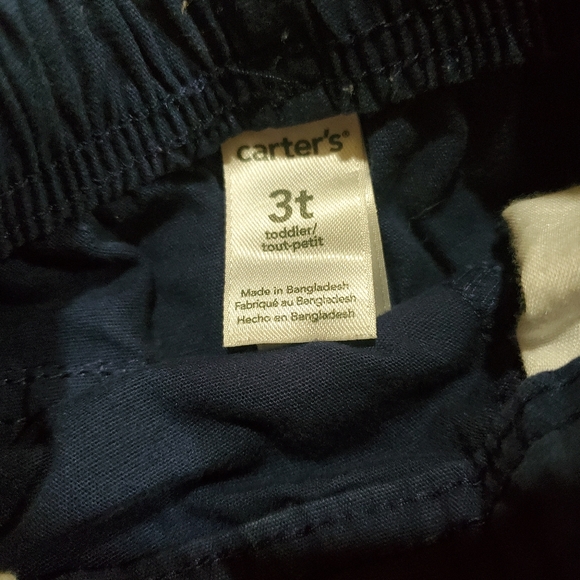 carter's®
3t
toddler/
tout-petit
Made in Bangladesh
Fabriqué au Bangladesh
Hecho en Bangladesh